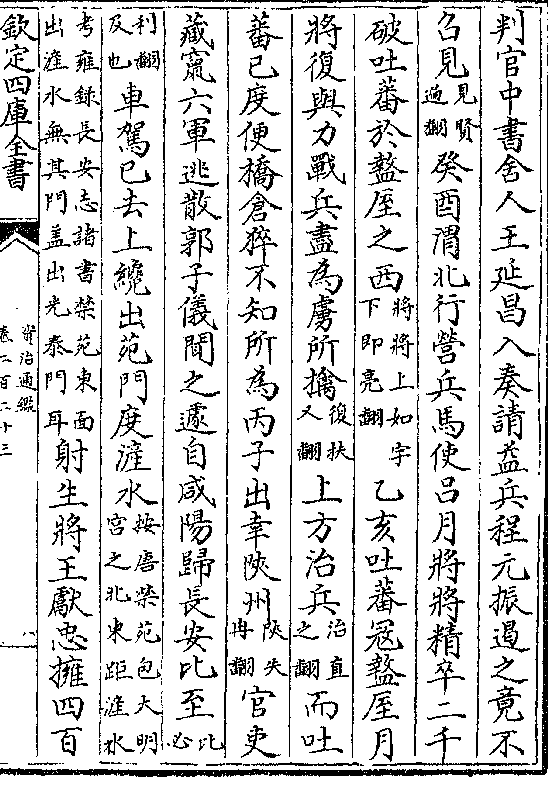 判官中書舍人王延昌入奏請益兵程元振遏之竟不
召見見賢遍翻癸酉渭北行營兵馬使呂月將將精卒二千
破吐蕃於盩厔之西將將上如字下即亮翻乙亥吐蕃寇盩厔月
將復與力戰兵盡為虜所擒復扶又翻上方治兵治直之翻而吐
蕃已度便橋倉猝不知所為丙子出幸陜州陜失冉翻官吏
藏竄六軍逃散郭子儀聞之遽自咸陽歸長安比至比必
利翻及也車駕已去上纔出苑門度滻水按唐禁苑包大明宮之北東距滻水
考雍錄長安志諸書禁苑東面出滻水無其門盖出光泰門耳射生將王獻忠擁四百
欽定四庫全書
資治通鑑
卷二百二十三
八